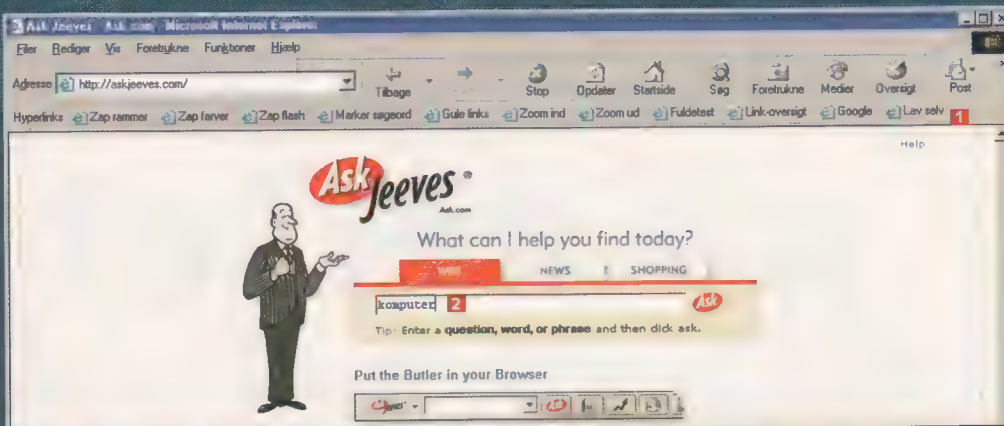 Ask Jeeves Ask.com - Microsoft Internet Explorer
Filer Rediger Vis Foretrukne Funktioner Hjælp
Adresse http://askjeeves.com/ Tilbage Stop Opdater Startside Søg Foretrukne Medier Oversigt Post
Hyperlinks Zap rammer Zap farver Zap flash Marker søgeord Gule links Zoom ind Zoom ud Fuldetest Link-oversigt Google Lav selv 1
Help
Ask Jeeves ®
Ask.com
What can I help you find today?
WEB NEWS SHOPPING
komputer 2 Ask
Tip: Enter a question, word, or phrase and then click ask.
Put the Butler in your Browser